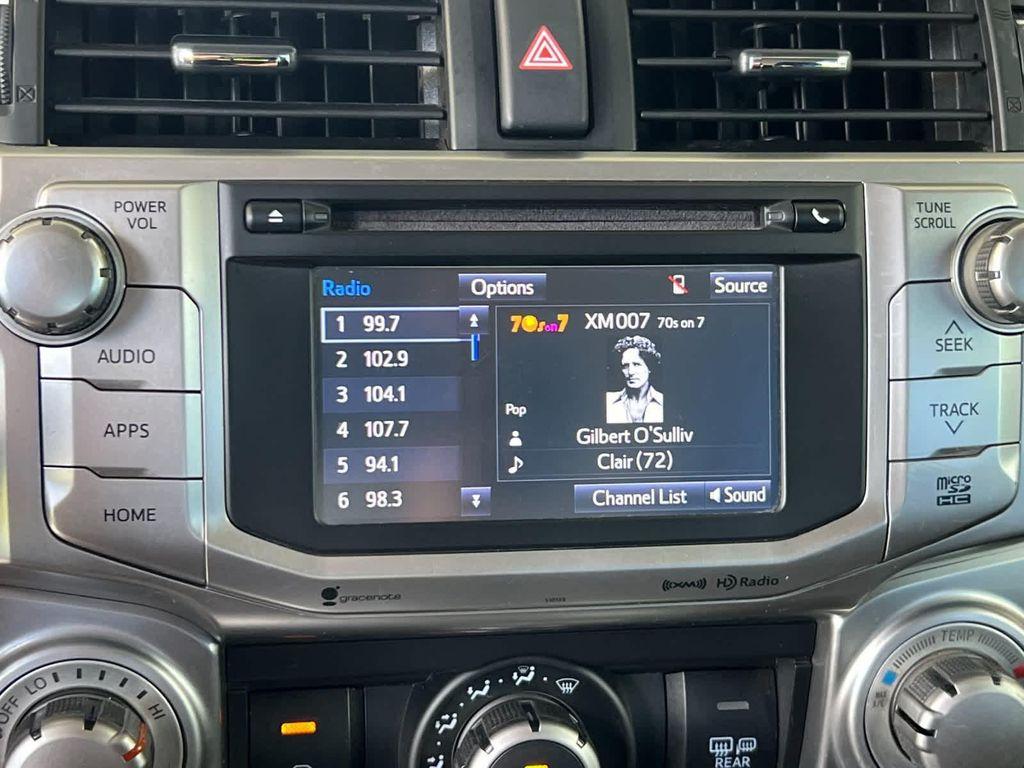 POWER
VOL
TUNE
SCROLL
Radio
Options
Source
1 99.7
2 102.9
3 104.1
4 107.7
5 94.1
6 98.3
70s on 7
XM007 70s on 7
Pop
Gilbert O'Sulliv
Clair (72)
Channel List
Sound
AUDIO
APPS
HOME
SEEK
TRACK
micro
SD
HC
gracenote
((XM)) HD Radio
OFF LO HI
TEMP
MAX
A/C
REAR